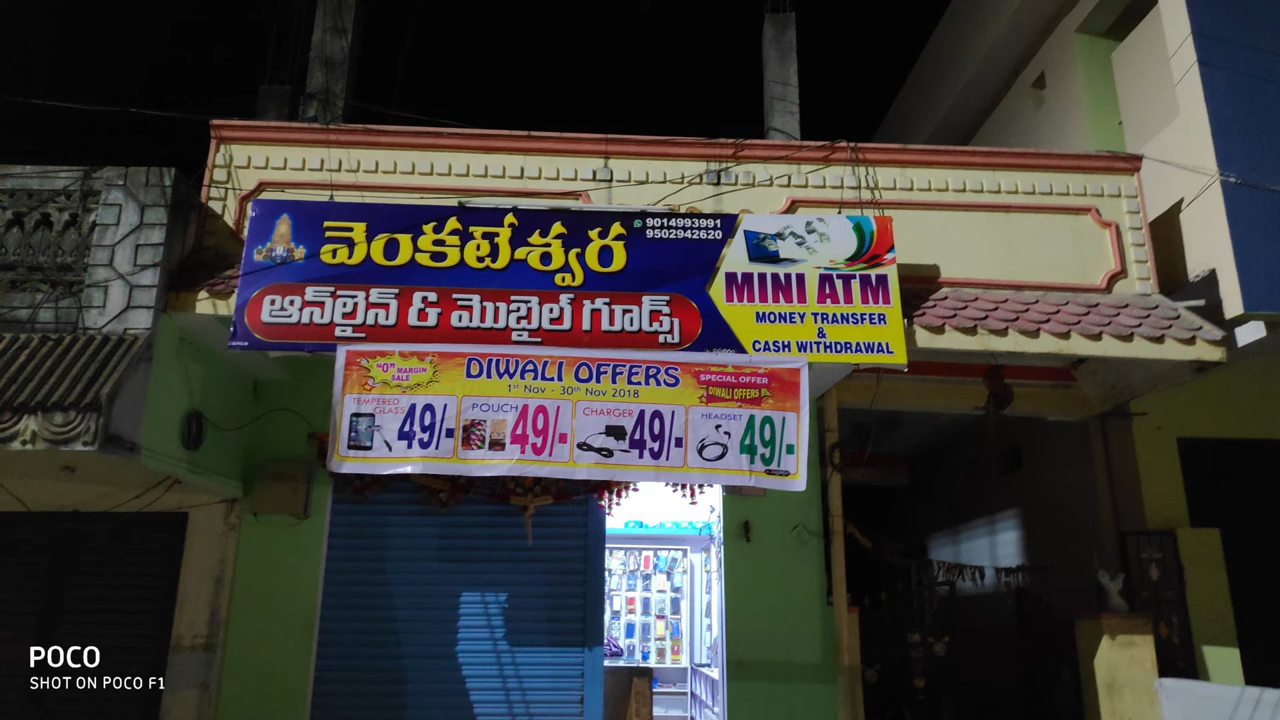 వెంకటేశ్వర
9014993991
9502942620
ఆన్‌లైన్ & మొబైల్ గూడ్స్
MINI ATM
MONEY TRANSFER
&
CASH WITHDRAWAL
"0" MARGIN
SALE
DIWALI OFFERS
1st Nov - 30th Nov 2018
SPECIAL OFFER
DIWALI OFFERS
TEMPERED
GLASS 49/-
POUCH 49/-
CHARGER 49/-
HEADSET 49/-
POCO
SHOT ON POCO F1